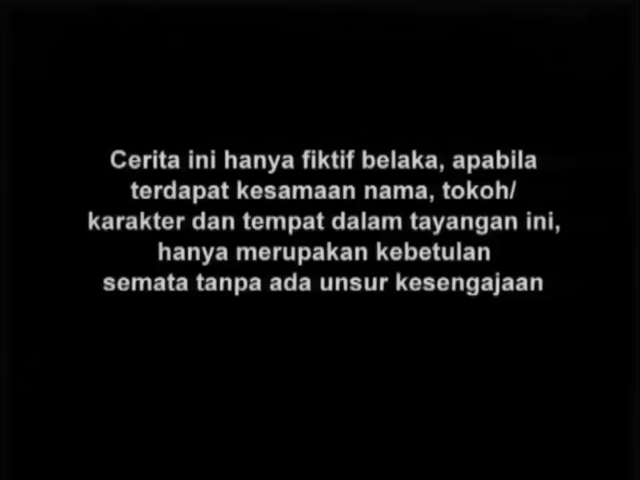 Cerita ini hanya fiktif belaka, apabila
terdapat kesamaan nama, tokoh/
karakter dan tempat dalam tayangan ini,
hanya merupakan kebetulan
semata tanpa ada unsur kesengajaan